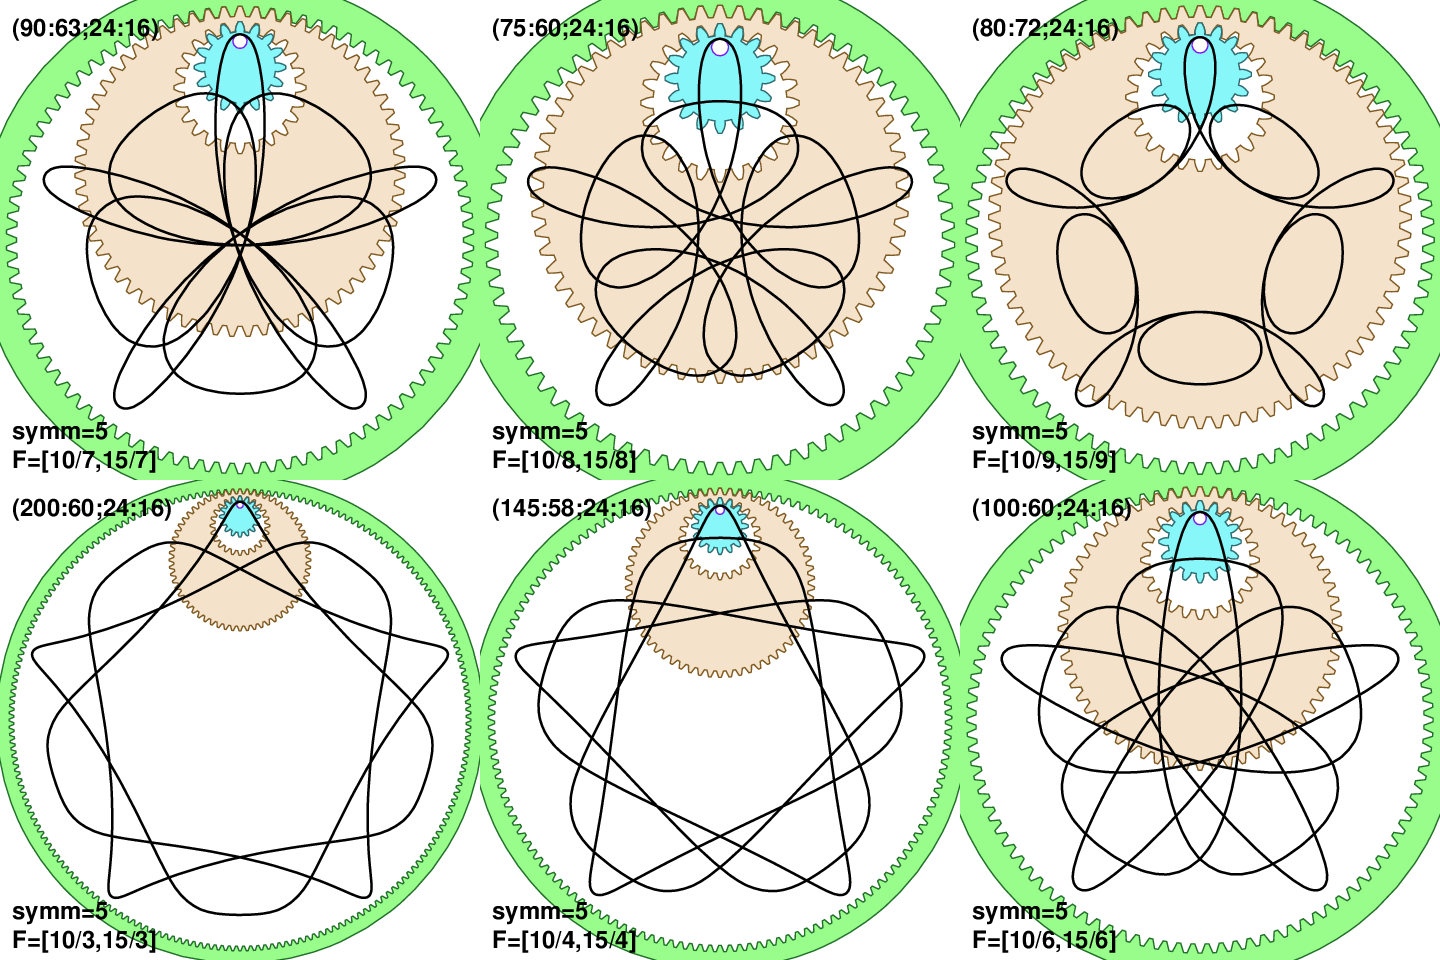 (90:63;24:16)
symm=5
F=[10/7,15/7]
(75:60;24:16)
symm=5
F=[10/8,15/8]
(80:72;24:16)
symm=5
F=[10/9,15/9]
(200:60;24:16)
symm=5
F=[10/3,15/3]
(145:58;24:16)
symm=5
F=[10/4,15/4]
(100:60;24:16)
symm=5
F=[10/6,15/6]